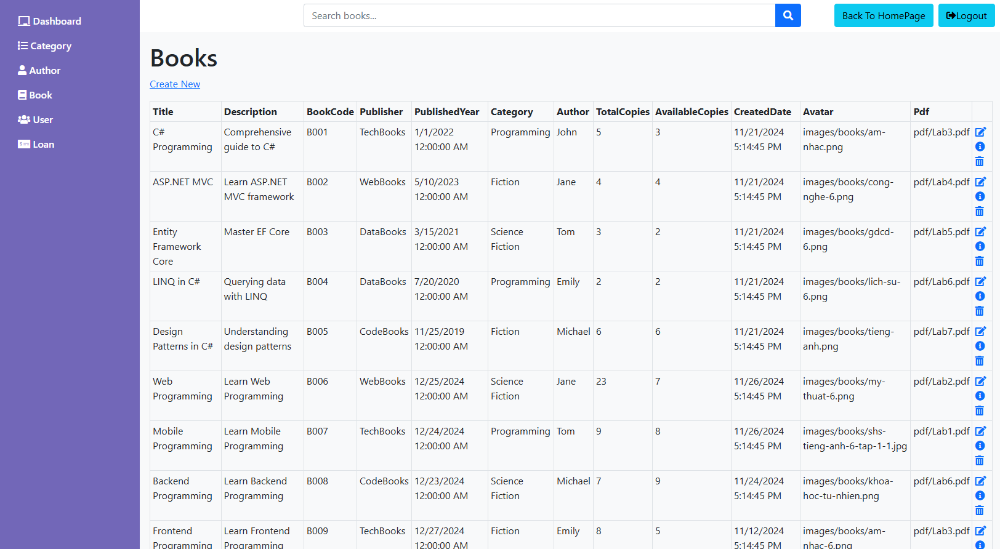 Dashboard
Category
Author
Book
User
Loan
Search books...
Back To HomePage
Logout
Books
Create New
Title Description BookCode Publisher PublishedYear Category Author TotalCopies AvailableCopies CreatedDate Avatar Pdf
C# Comprehensive B001 TechBooks 1/1/2022 Programming John 5 3 11/21/2024 images/books/am- pdf/Lab3.pdf
Programming guide to C# 12:00:00 AM 5:14:45 PM nhac.png
ASP.NET MVC Learn ASP.NET B002 WebBooks 5/10/2023 Fiction Jane 4 4 11/21/2024 images/books/cong- pdf/Lab4.pdf
MVC framework 12:00:00 AM 5:14:45 PM nghe-6.png
Entity Master EF Core B003 DataBooks 3/15/2021 Science Tom 3 2 11/21/2024 images/books/gdcd- pdf/Lab5.pdf
Framework 12:00:00 AM Fiction 5:14:45 PM 6.png
Core
LINQ in C# Querying data B004 DataBooks 7/20/2020 Programming Emily 2 2 11/21/2024 images/books/lich-su- pdf/Lab6.pdf
with LINQ 12:00:00 AM 5:14:45 PM 6.png
Design Understanding B005 CodeBooks 11/25/2019 Fiction Michael 6 6 11/21/2024 images/books/tieng- pdf/Lab7.pdf
Patterns in C# design patterns 12:00:00 AM 5:14:45 PM anh.png
Web Learn Web B006 WebBooks 12/25/2024 Science Jane 23 7 11/26/2024 images/books/my- pdf/Lab2.pdf
Programming Programming 12:00:00 AM Fiction 5:14:45 PM thuat-6.png
Mobile Learn Mobile B007 TechBooks 12/24/2024 Programming Tom 9 8 11/26/2024 images/books/shs- pdf/Lab1.pdf
Programming Programming 12:00:00 AM 5:14:45 PM tieng-anh-6-tap-1-1.jpg
Backend Learn Backend B008 CodeBooks 12/23/2024 Science Michael 7 9 11/24/2024 images/books/khoa- pdf/Lab6.pdf
Programming Programming 12:00:00 AM Fiction 5:14:45 PM hoc-tu-nhien.png
Frontend Learn Frontend B009 TechBooks 12/27/2024 Fiction Emily 8 5 11/12/2024 images/books/am- pdf/Lab3.pdf
Programming Programming 12:00:00 AM 5:14:45 PM nhac-6.png